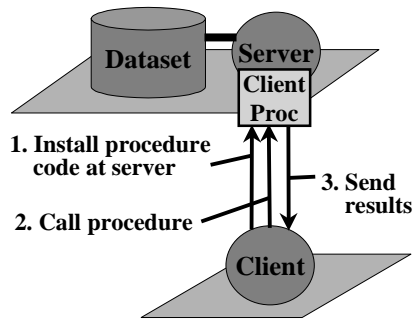 Dataset
Server
Client
Proc
1. Install procedure
code at server
2. Call procedure
3. Send
results
Client